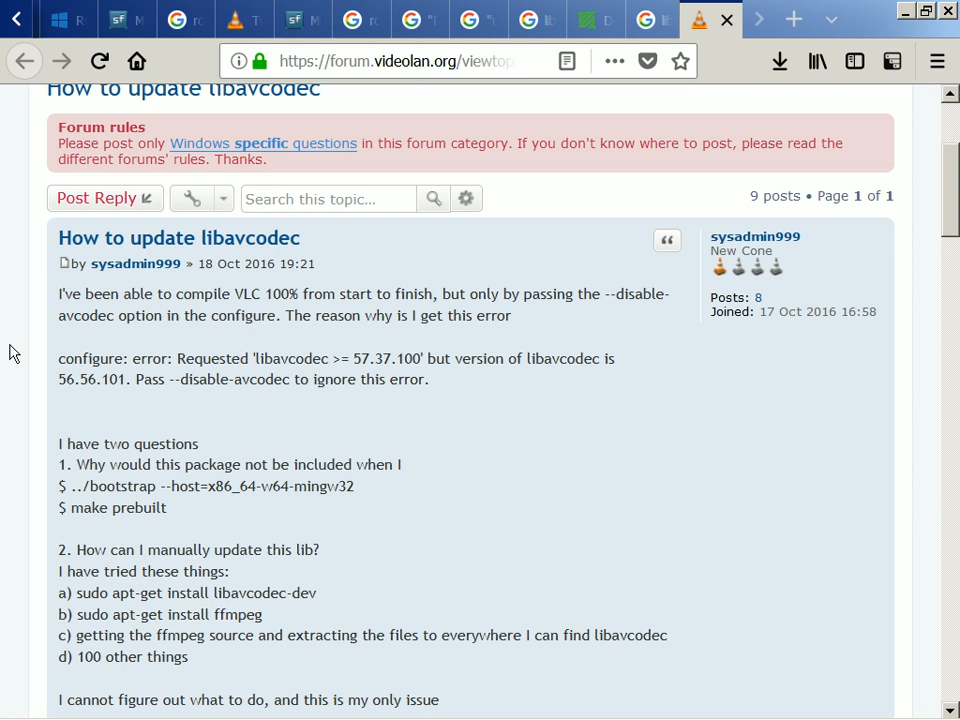 https://forum.videolan.org/viewtop
How to update libavcodec
Forum rules
Please post only Windows specific questions in this forum category. If you don't know where to post, please read the
different forums' rules. Thanks.
Post Reply
Search this topic...
9 posts • Page 1 of 1
How to update libavcodec
by sysadmin999 » 18 Oct 2016 19:21
sysadmin999
New Cone
Posts: 8
Joined: 17 Oct 2016 16:58
I've been able to compile VLC 100% from start to finish, but only by passing the --disable-
avcodec option in the configure. The reason why is I get this error
configure: error: Requested 'libavcodec >= 57.37.100' but version of libavcodec is
56.56.101. Pass --disable-avcodec to ignore this error.
I have two questions
1. Why would this package not be included when I
$ ../bootstrap --host=x86_64-w64-mingw32
$ make prebuilt
2. How can I manually update this lib?
I have tried these things:
a) sudo apt-get install libavcodec-dev
b) sudo apt-get install ffmpeg
c) getting the ffmpeg source and extracting the files to everywhere I can find libavcodec
d) 100 other things
I cannot figure out what to do, and this is my only issue